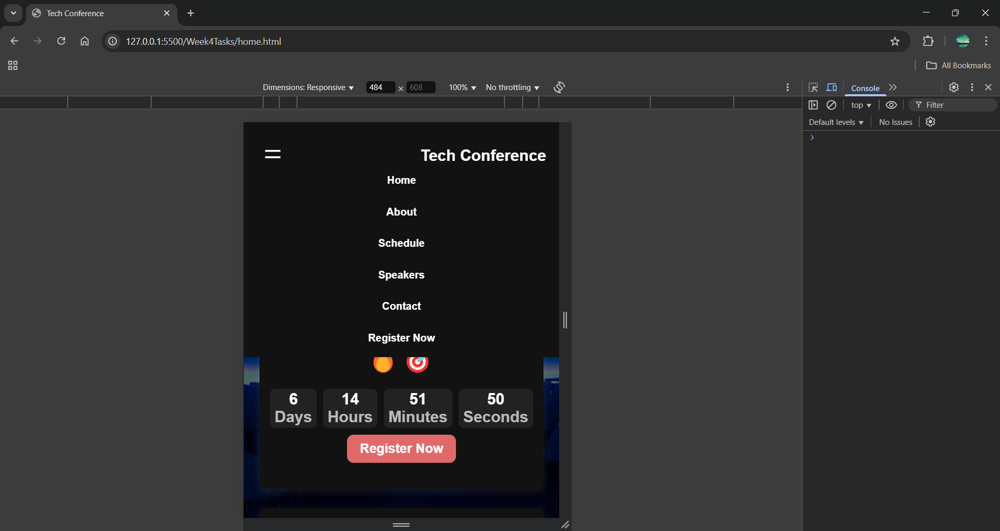 Tech Conference
127.0.0.1:5500/Week4Tasks/home.html
All Bookmarks
Dimensions: Responsive 484 × 608 100% No throttling
Console
top Filter
Default levels No Issues
Tech Conference
Home
About
Schedule
Speakers
Contact
Register Now
6 14 51 50
Days Hours Minutes Seconds
Register Now